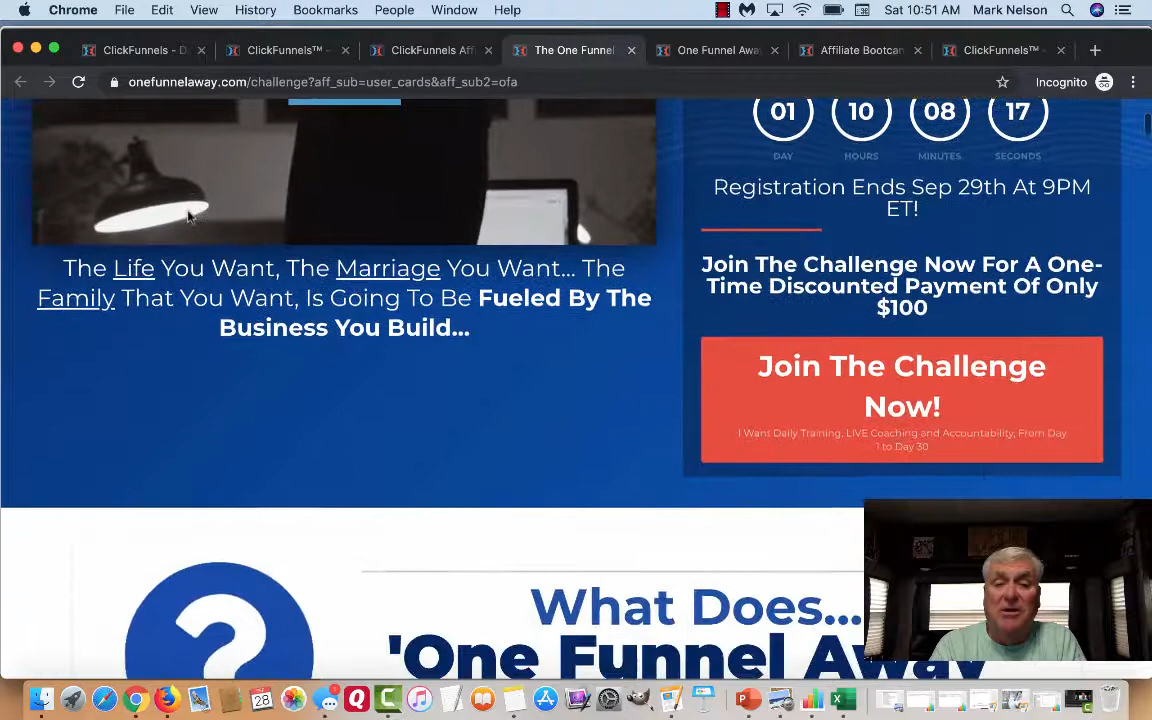 Chrome File Edit View History Bookmarks People Window Help Sat 10:51 AM Mark Nelson
ClickFunnels - D
ClickFunnels™ -
ClickFunnels Aff
The One Funnel
One Funnel Awa
Affiliate Bootcan
ClickFunnels™ -
onefunnelaway.com/challenge?aff_sub=user_cards&aff_sub2=ofa
Incognito
01 10 08 17
DAY HOURS MINUTES SECONDS
Registration Ends Sep 29th At 9PM
ET!
The Life You Want, The Marriage You Want... The
Family That You Want, Is Going To Be Fueled By The
Business You Build...
Join The Challenge Now For A One-
Time Discounted Payment Of Only
$100
Join The Challenge
Now!
I Want Daily Training, LIVE Coaching and Accountability, From Day
1 to Day 30
?
What Does...
'One Funnel Away
28